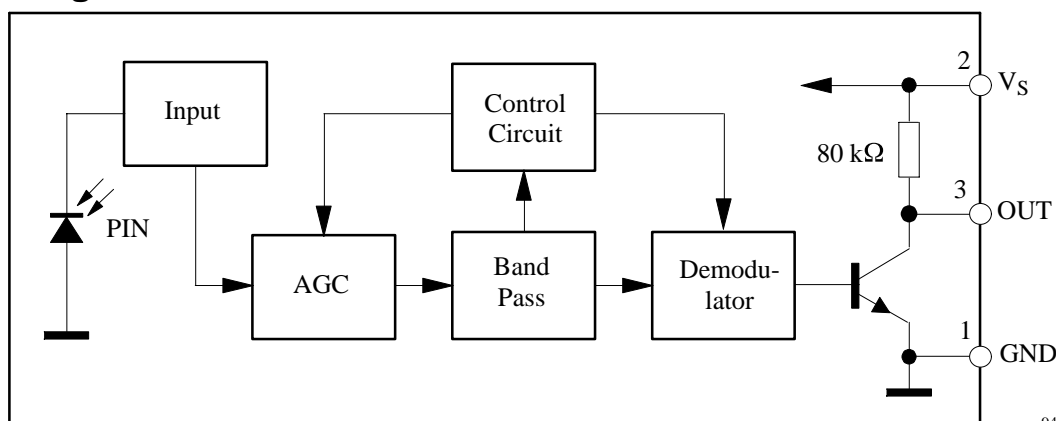 Input
Control
Circuit
2
V_S
80 kΩ
3
OUT
PIN
AGC
Band
Pass
Demodu-
lator
1
GND